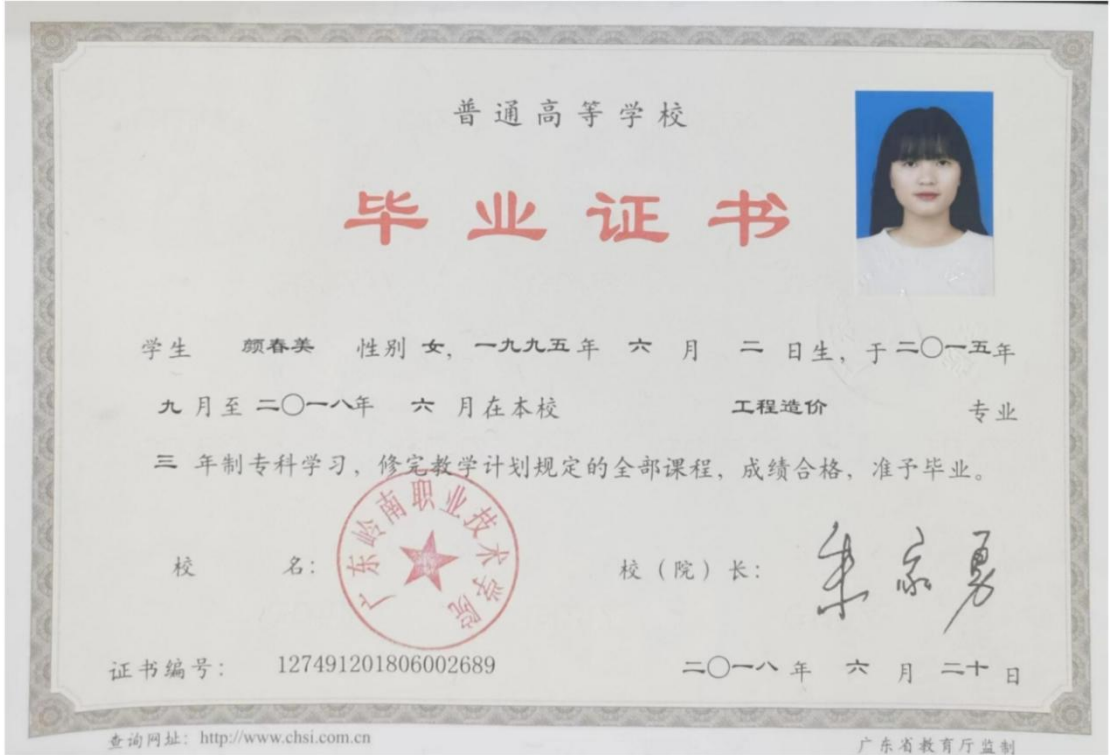 普通高等学校
毕业证书
学生 颜春美 性别 女，一九九五年 六 月 二 日生，于二〇一五年
九 月至 二〇一八年 六 月在本校 工程造价 专业
三 年制专科学习，修完教学计划规定的全部课程，成绩合格，准予毕业。
广东岭南职业技术学院
校 名： 校（院）长： 朱家勇
证书编号： 127491201806002689 二〇一八 年 六 月 二十 日
查询网址：http://www.chsi.com.cn 广东省教育厅监制